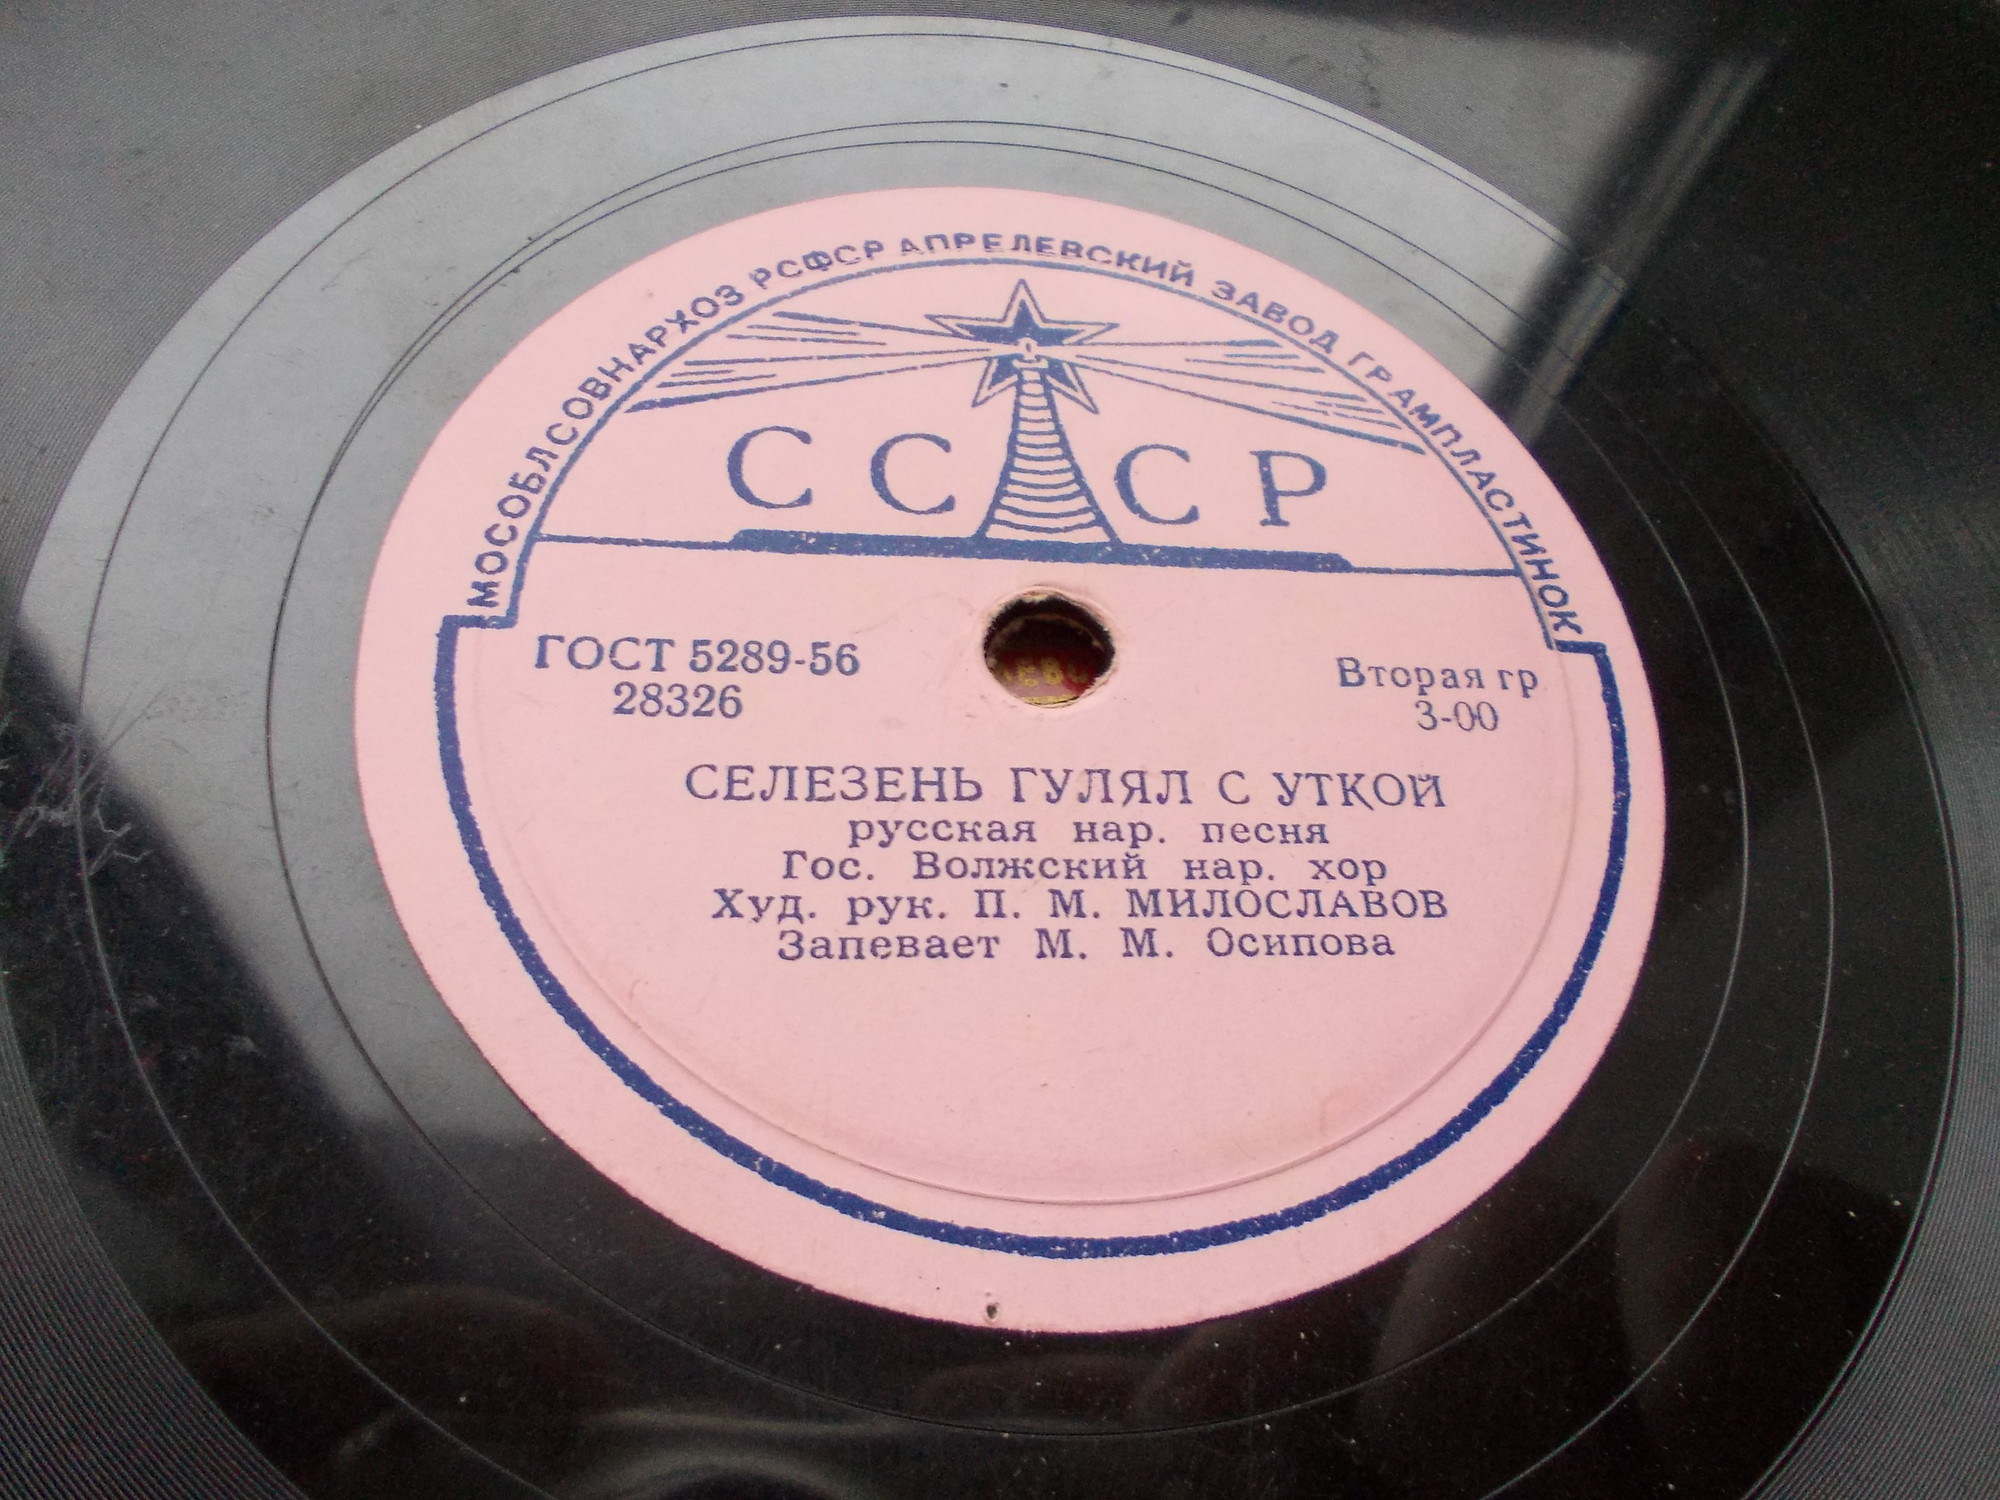 МОСОБЛСОВНАРХОЗ РСФСР АПРЕЛЕВСКИЙ ЗАВОД ГРАМПЛАСТИНОК
СССР
ГОСТ 5289-56
28326
Вторая гр
3-00
СЕЛЕЗЕНЬ ГУЛЯЛ С УТКОЙ
русская нар. песня
Гос. Волжский нар. хор
Худ. рук. П. М. МИЛОСЛАВОВ
Запевает М. М. Осипова